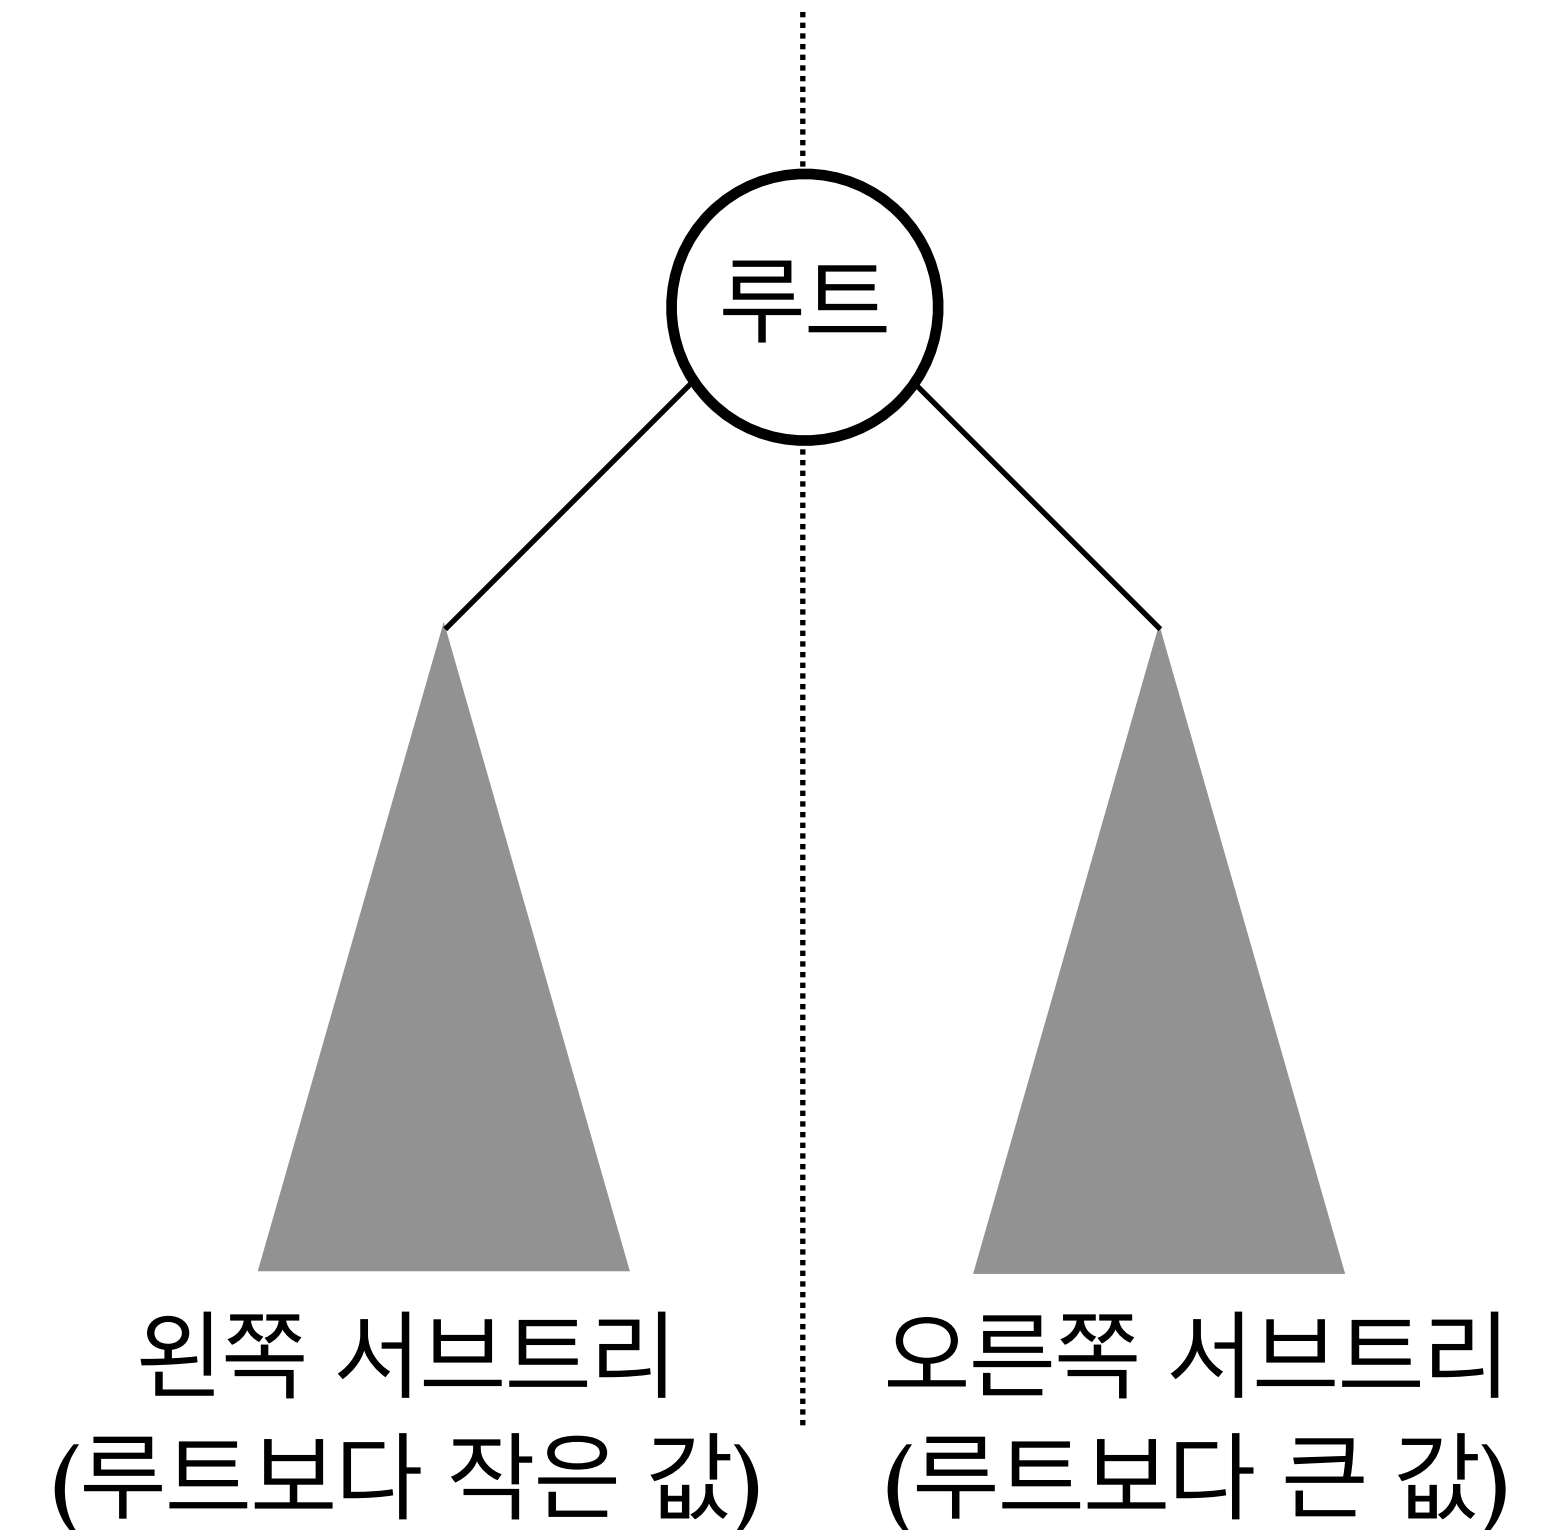 루트
왼쪽 서브트리
(루트보다 작은 값)
오른쪽 서브트리
(루트보다 큰 값)